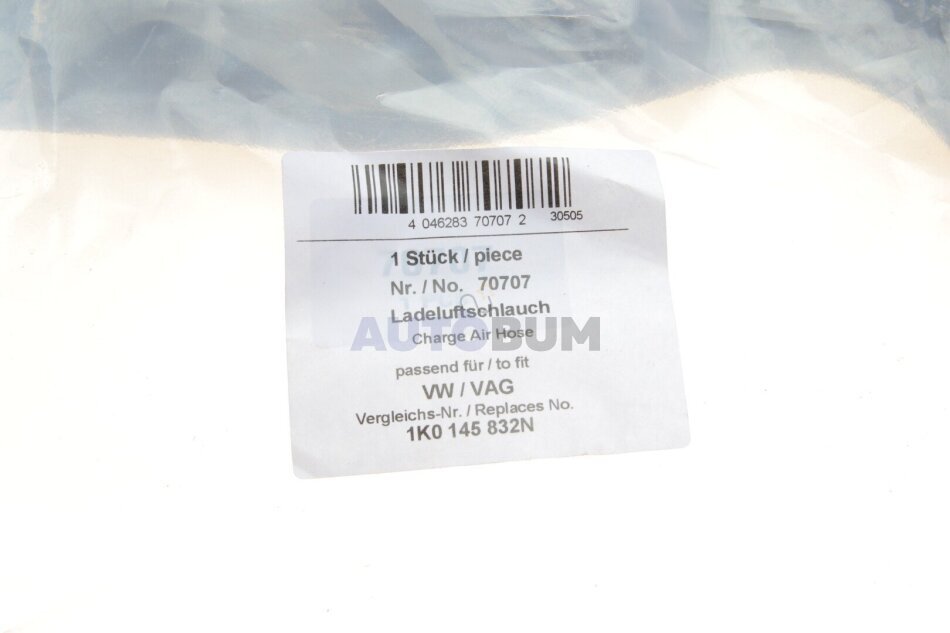 4 046283 70707 2 30505
1 Stück / piece
Nr. / No. 70707
Ladeluftschlauch
AUTOBUM
Charge Air Hose
passend für / to fit
VW / VAG
Vergleichs-Nr. / Replaces No.
1K0 145 832N